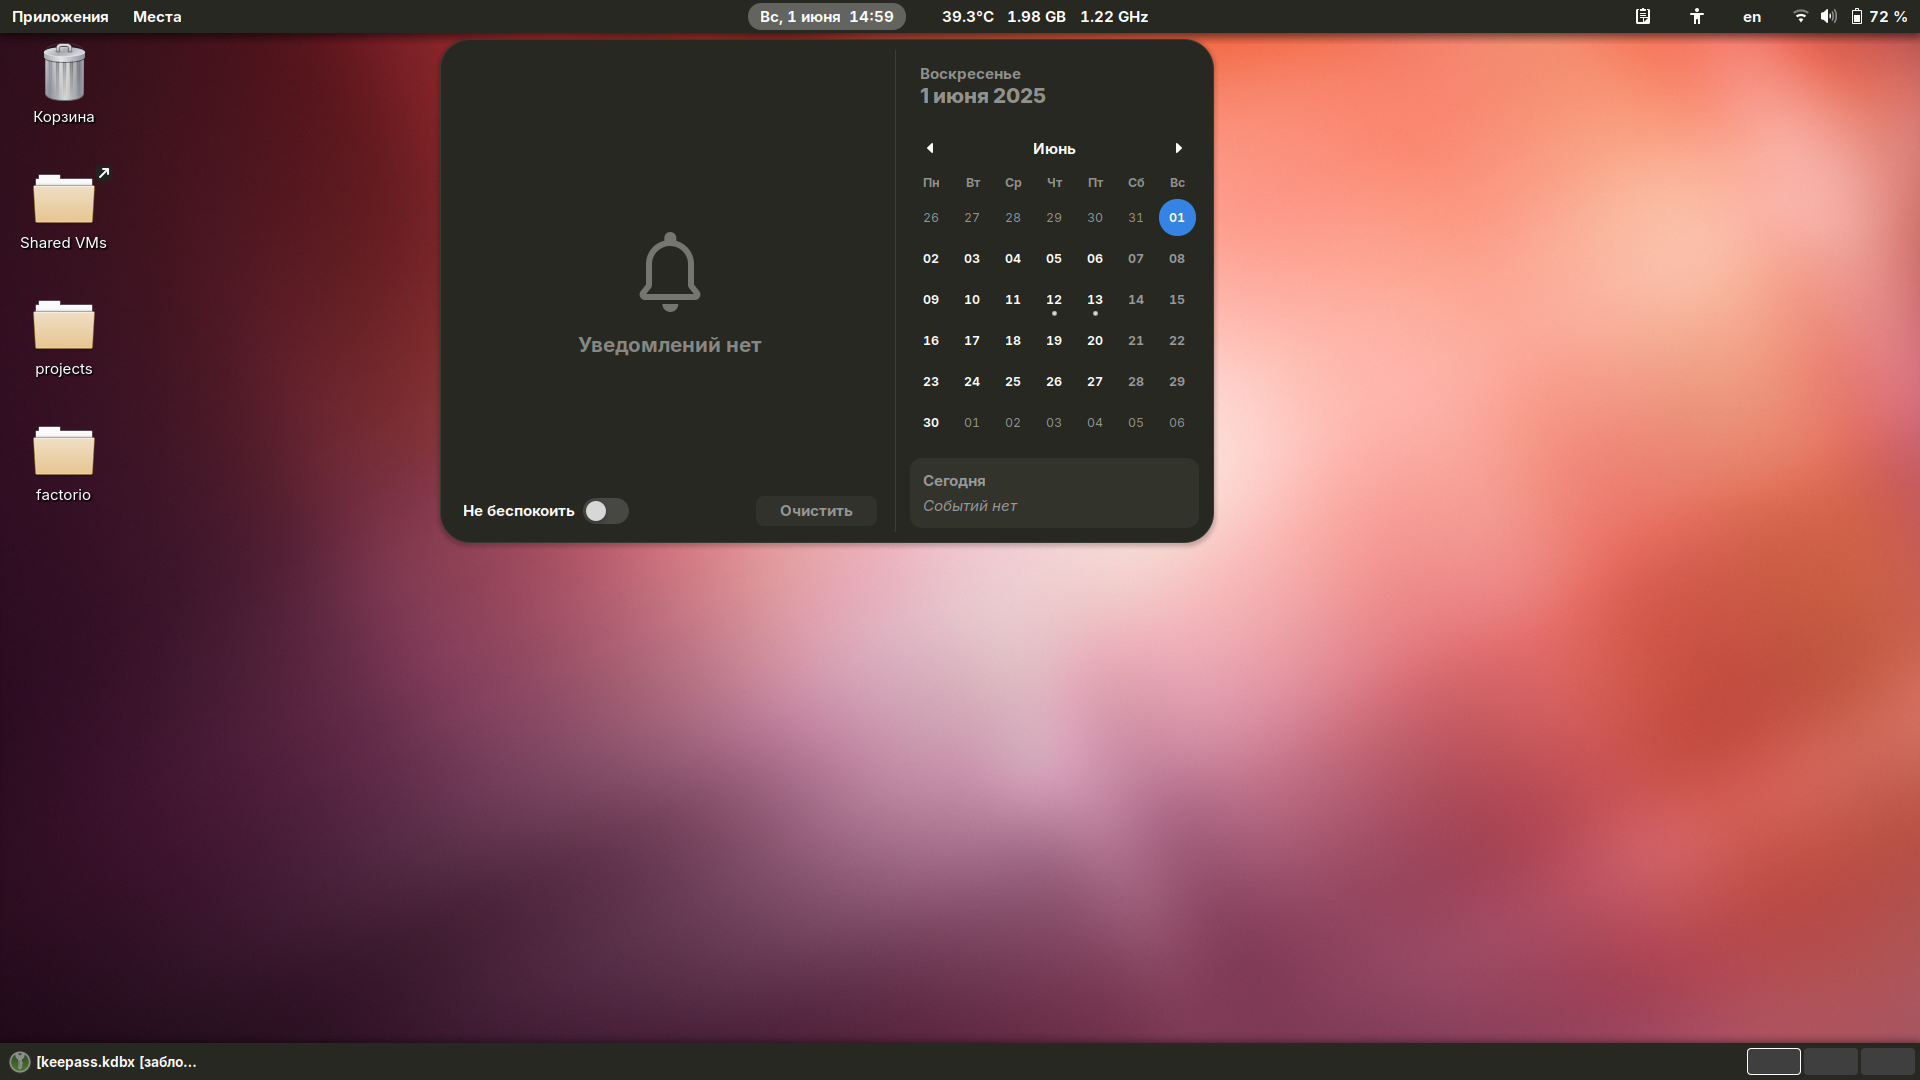 Приложения Места Вс, 1 июня 14:59 39.3°C 1.98 GB 1.22 GHz en 72 %
Корзина
Shared VMs
projects
factorio
Уведомлений нет
Не беспокоить Очистить
Воскресенье
1 июня 2025
Июнь
Пн Вт Ср Чт Пт Сб Вс
26 27 28 29 30 31 01
02 03 04 05 06 07 08
09 10 11 12 13 14 15
16 17 18 19 20 21 22
23 24 25 26 27 28 29
30 01 02 03 04 05 06
Сегодня
Событий нет
[keepass.kdbx [забло...